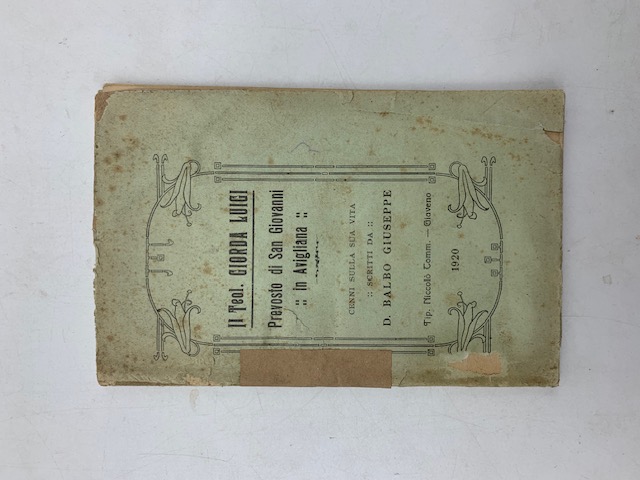 Il Teol. GIORDA LUIGI
Prevosto di San Giovanni
:: in Avigliana ::
CENNI SULLA SUA VITA
:: SCRITTI DA ::
D. BALBO GIUSEPPE
Tip. Niccolò Comm. — Giaveno
1920